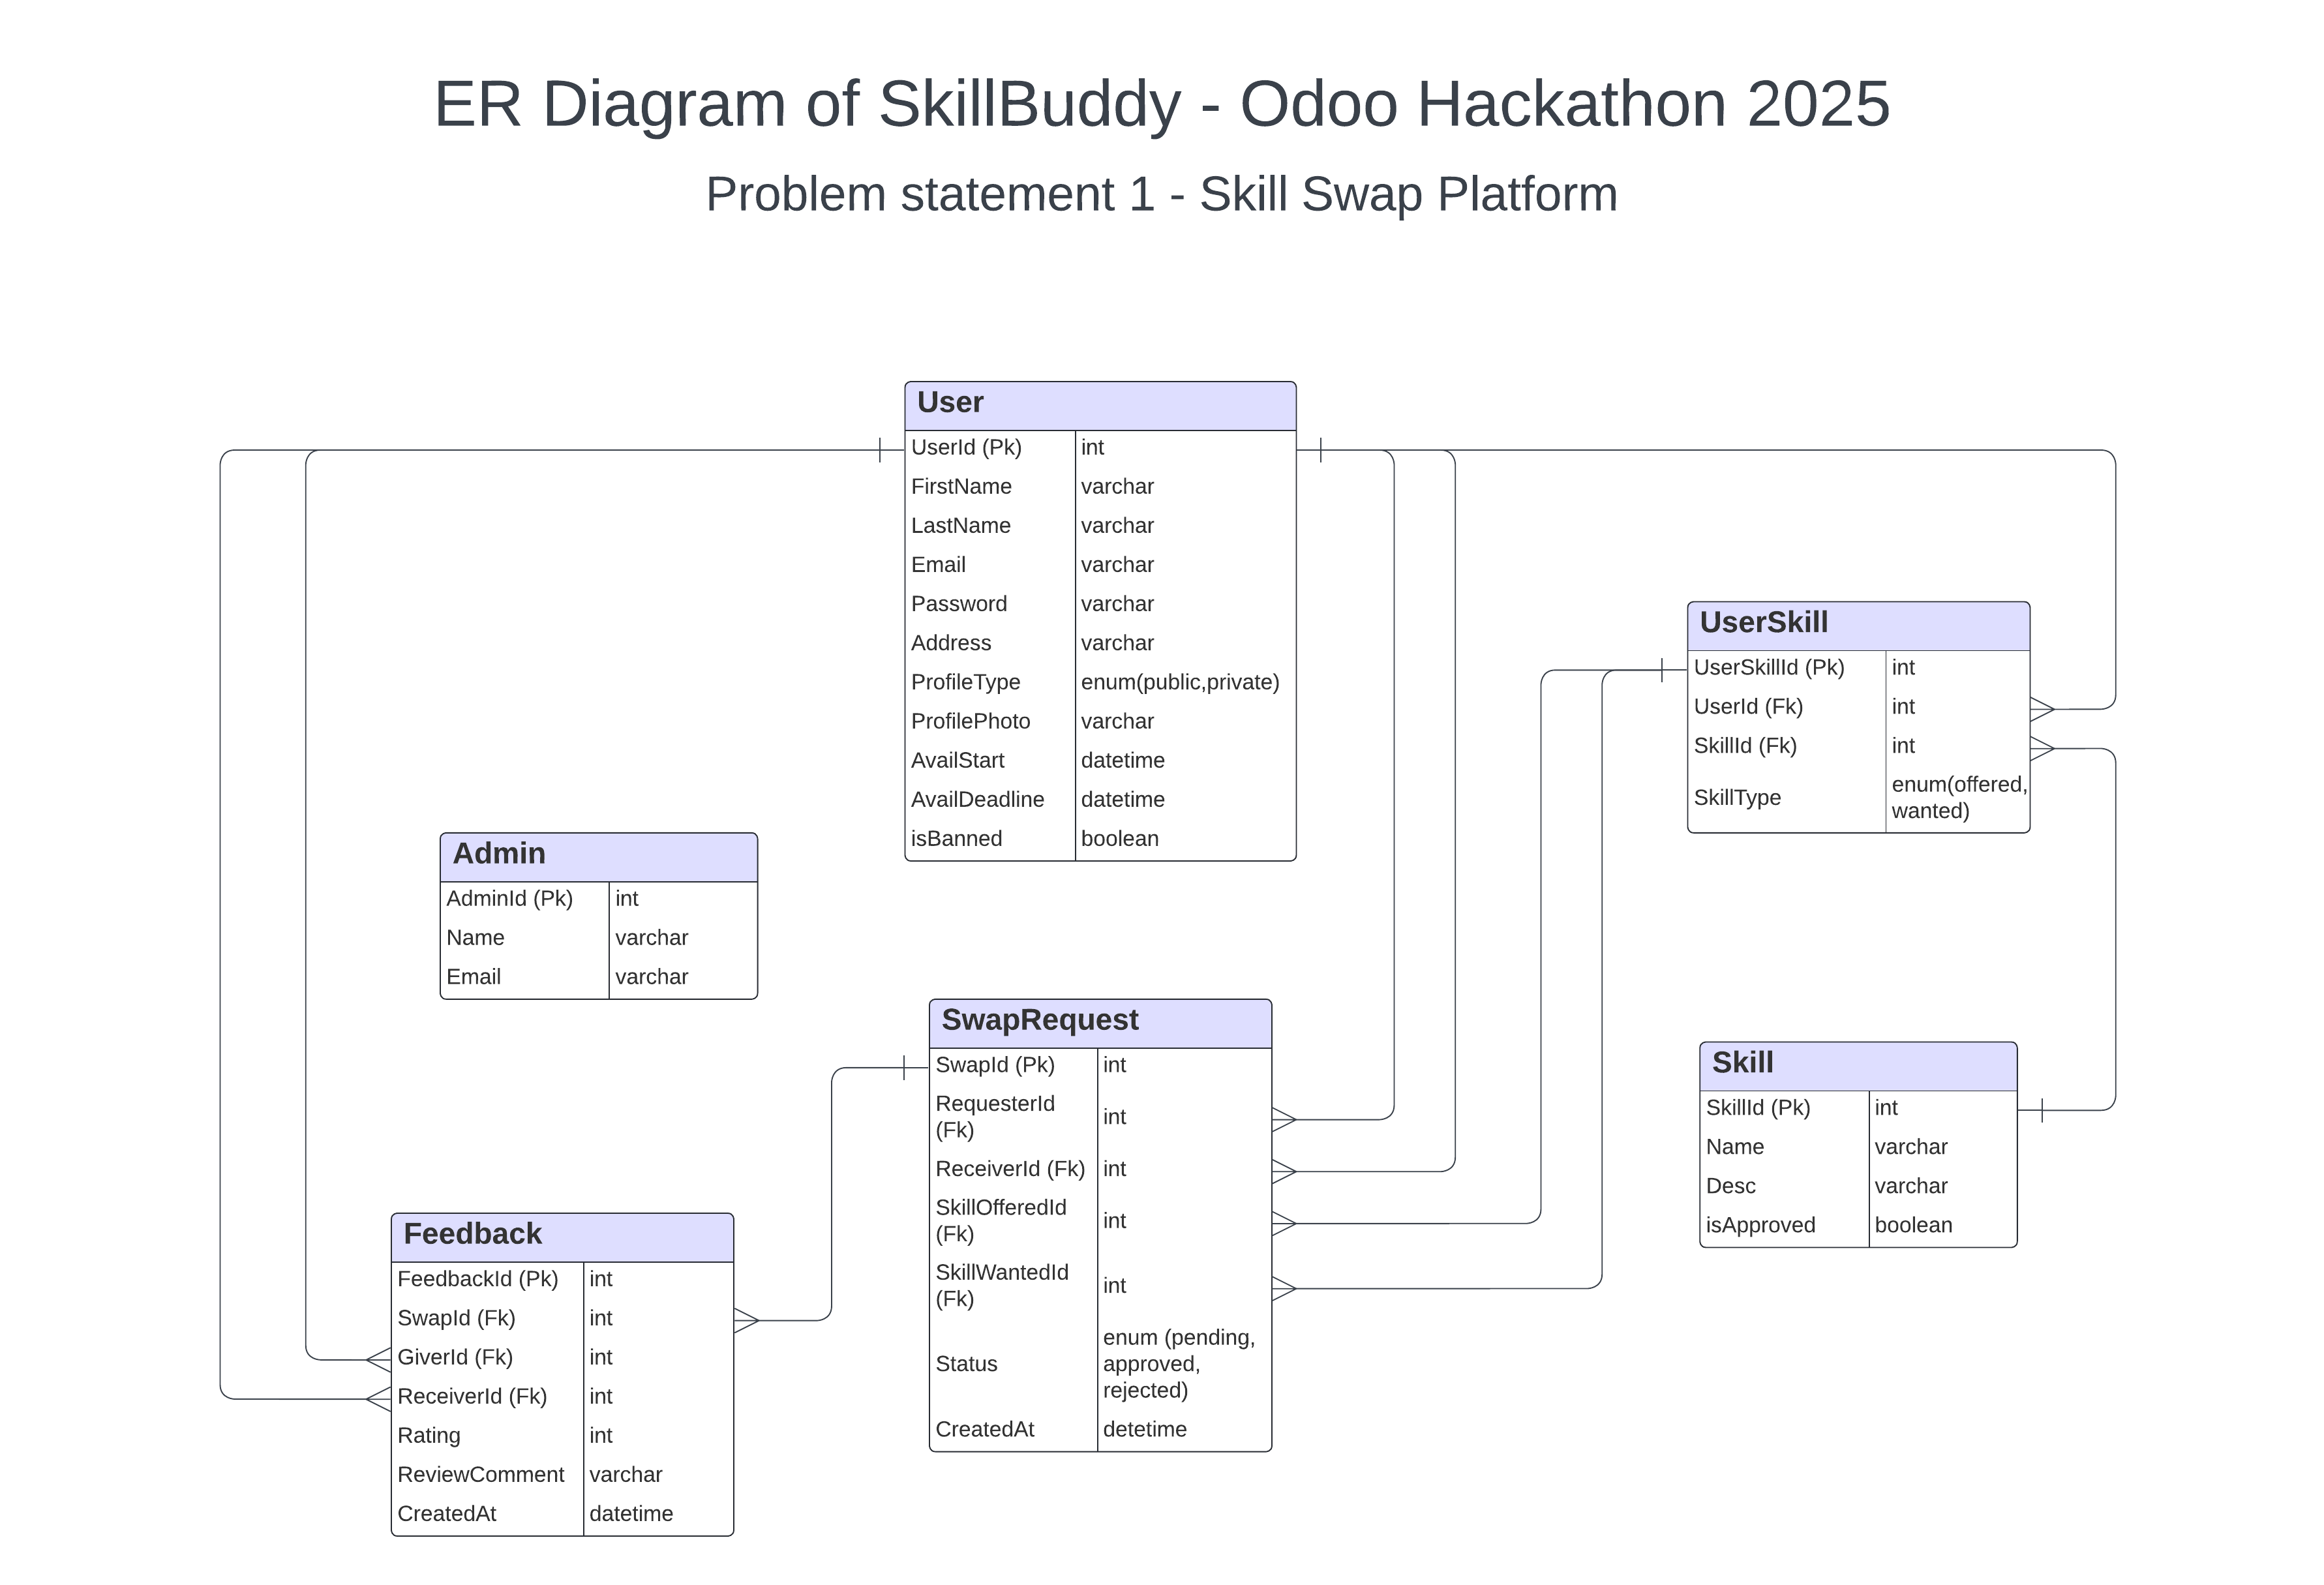 ER Diagram of SkillBuddy - Odoo Hackathon 2025
Problem statement 1 - Skill Swap Platform
User
UserId (Pk) int
FirstName varchar
LastName varchar
Email varchar
Password varchar
Address varchar
ProfileType enum(public,private)
ProfilePhoto varchar
AvailStart datetime
AvailDeadline datetime
isBanned boolean
UserSkill
UserSkillId (Pk) int
UserId (Fk) int
SkillId (Fk) int
SkillType enum(offered,
wanted)
Admin
AdminId (Pk) int
Name varchar
Email varchar
SwapRequest
SwapId (Pk) int
RequesterId
(Fk) int
ReceiverId (Fk) int
SkillOfferedId
(Fk) int
SkillWantedId
(Fk) int
Status enum (pending,
approved,
rejected)
CreatedAt detetime
Skill
SkillId (Pk) int
Name varchar
Desc varchar
isApproved boolean
Feedback
FeedbackId (Pk) int
SwapId (Fk) int
GiverId (Fk) int
ReceiverId (Fk) int
Rating int
ReviewComment varchar
CreatedAt datetime